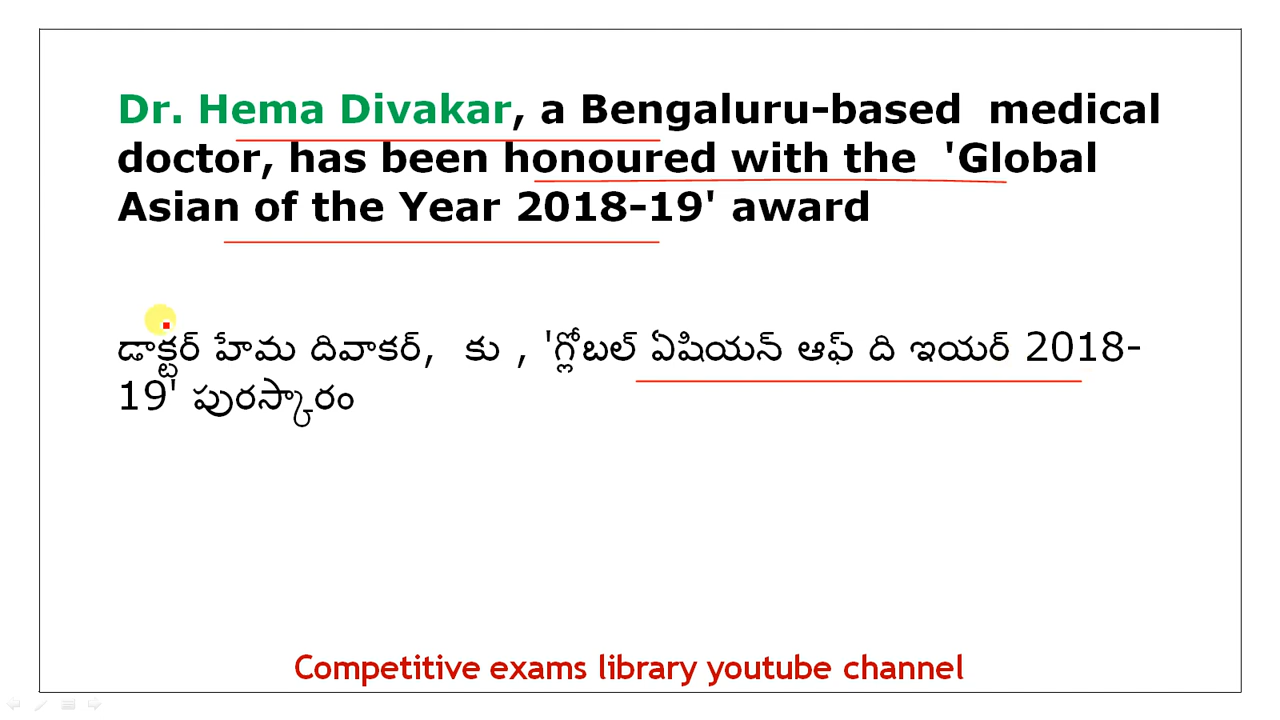 Dr. Hema Divakar, a Bengaluru-based medical
doctor, has been honoured with the 'Global
Asian of the Year 2018-19' award
డాక్టర్ హేమ దివాకర్, కు , 'గ్లోబల్ ఏషియన్ ఆఫ్ ది ఇయర్ 2018-
19' పురస్కారం
Competitive exams library youtube channel